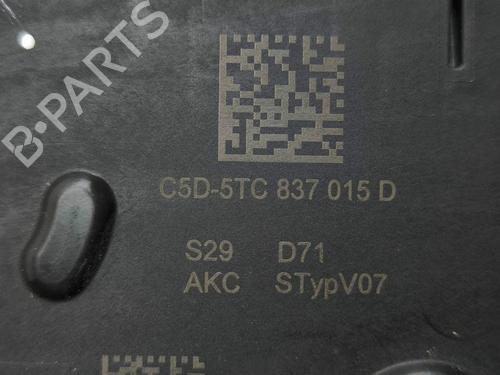 B-PARTS
C5D-5TC 837 015 D
S29 D71
AKC STypV07